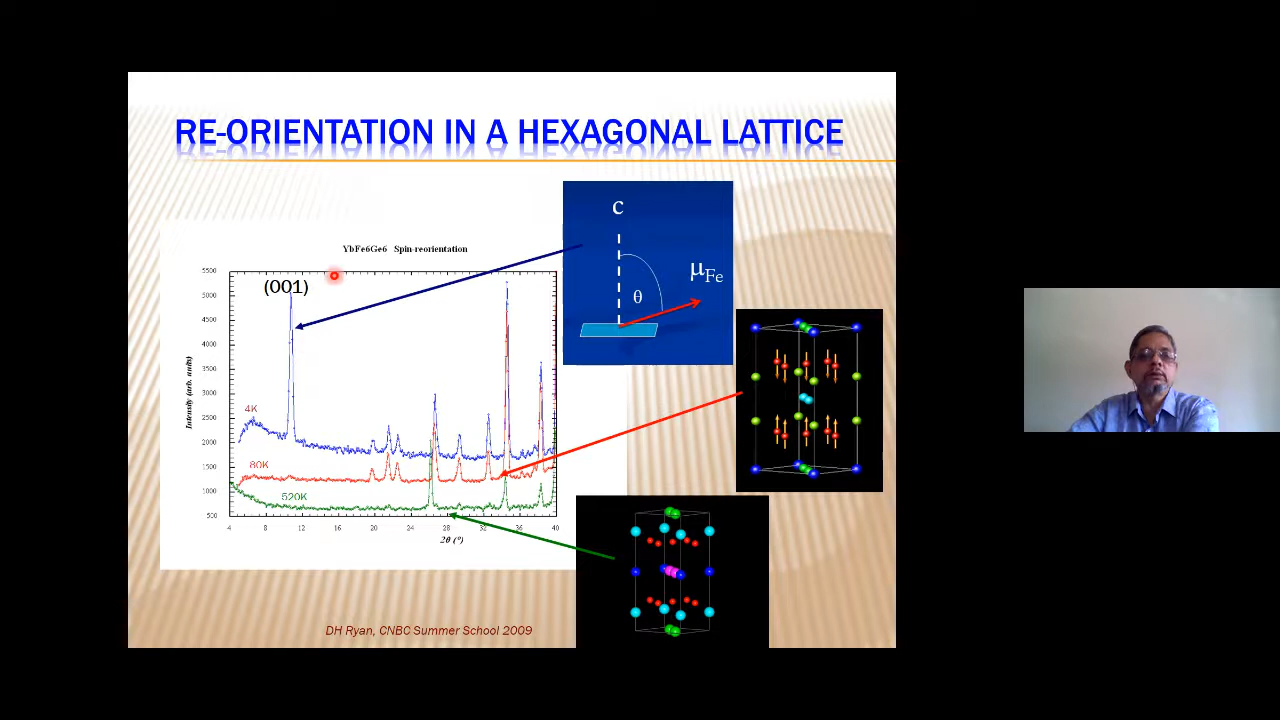 RE-ORIENTATION IN A HEXAGONAL LATTICE
YbFe6Ge6 Spin-reorientation
(001)
Intensity (arb. units)
5500
5000
4500
4000
3500
3000
2500
2000
1500
1000
500
4K
80K
520K
4 8 12 16 20 24 28 32 36 40
2θ (°)
c
μFe
θ
DH Ryan, CNBC Summer School 2009